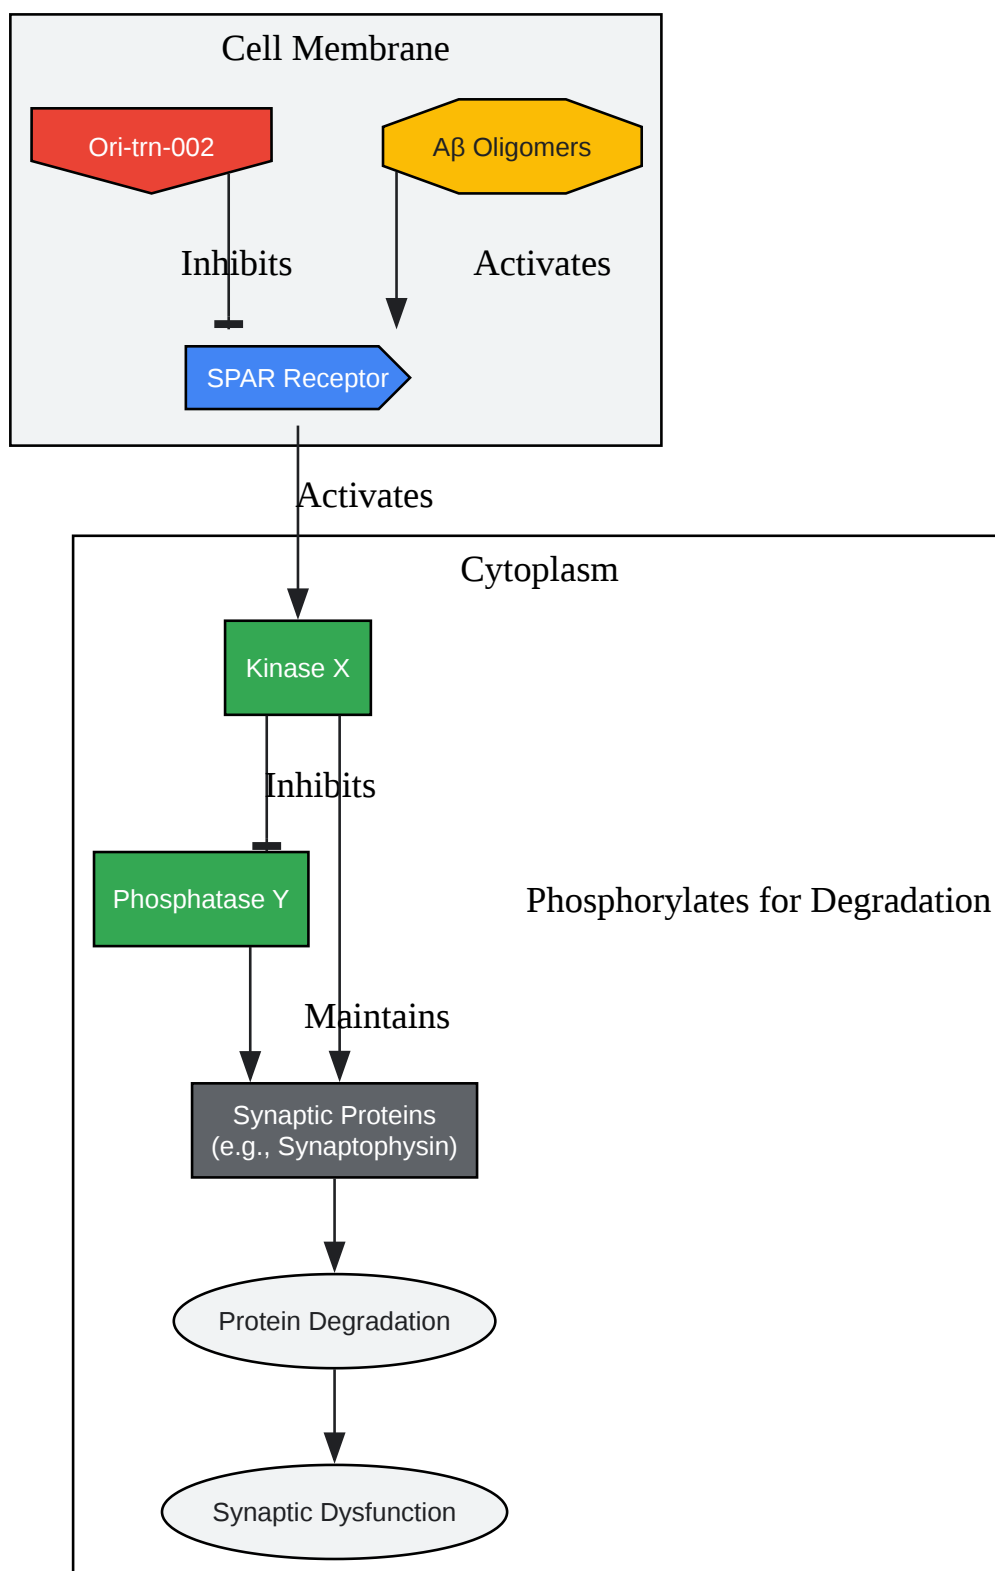 Cell Membrane
Ori-trn-002
Aβ Oligomers
Inhibits
Activates
SPAR Receptor
Activates
Cytoplasm
Kinase X
Inhibits
Phosphatase Y
Phosphorylates for Degradation
Maintains
Synaptic Proteins
(e.g., Synaptophysin)
Protein Degradation
Synaptic Dysfunction